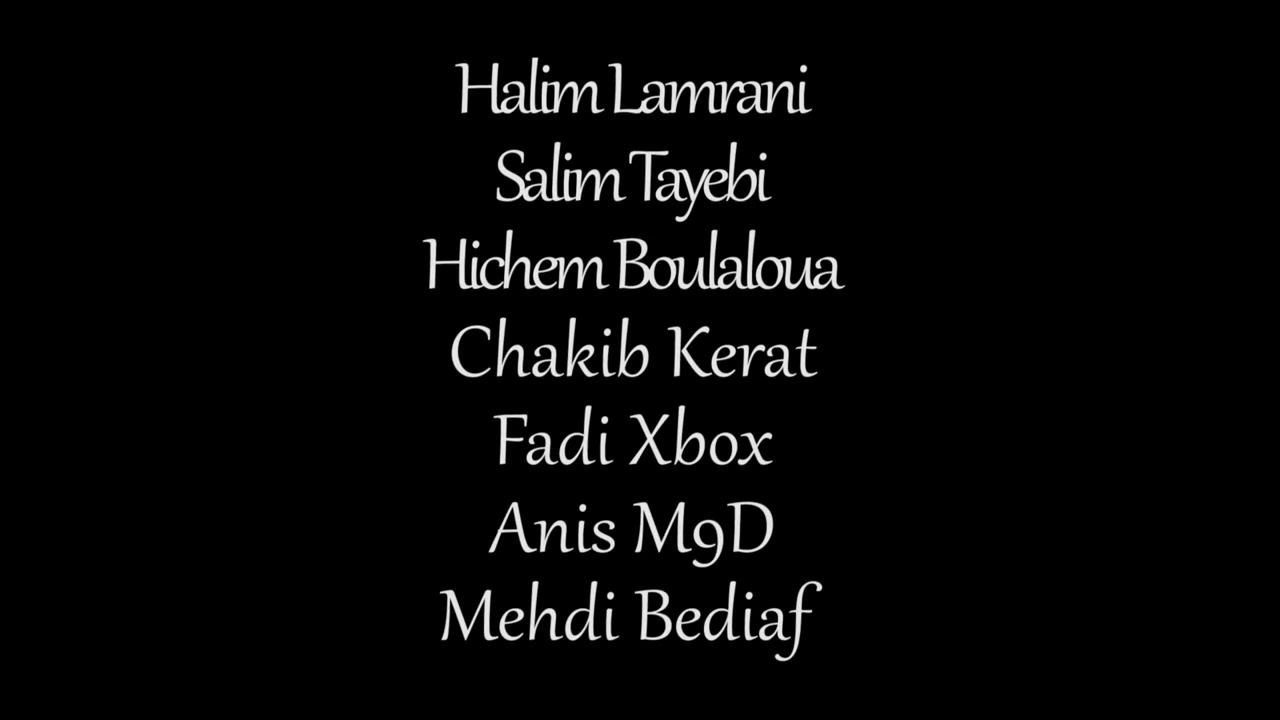 Halim Lamrani
Salim Tayebi
Hichem Boulaloua
Chakib Kerat
Fadi Xbox
Anis M9D
Mehdi Bediaf